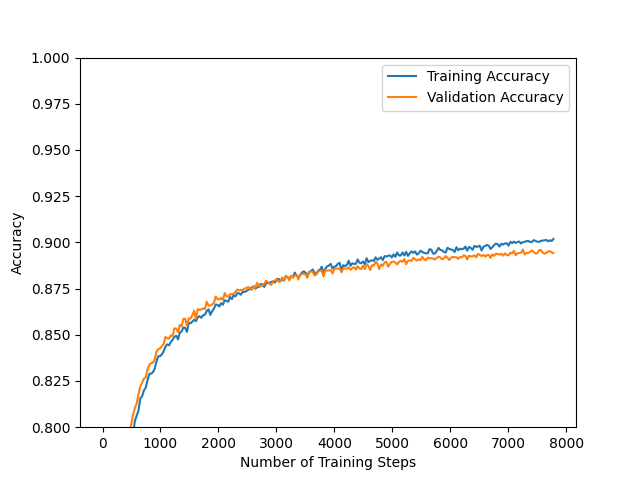 1.000
0.975
0.950
0.925
0.900
0.875
0.850
0.825
0.800
Accuracy
Training Accuracy
Validation Accuracy
0 1000 2000 3000 4000 5000 6000 7000 8000
Number of Training Steps